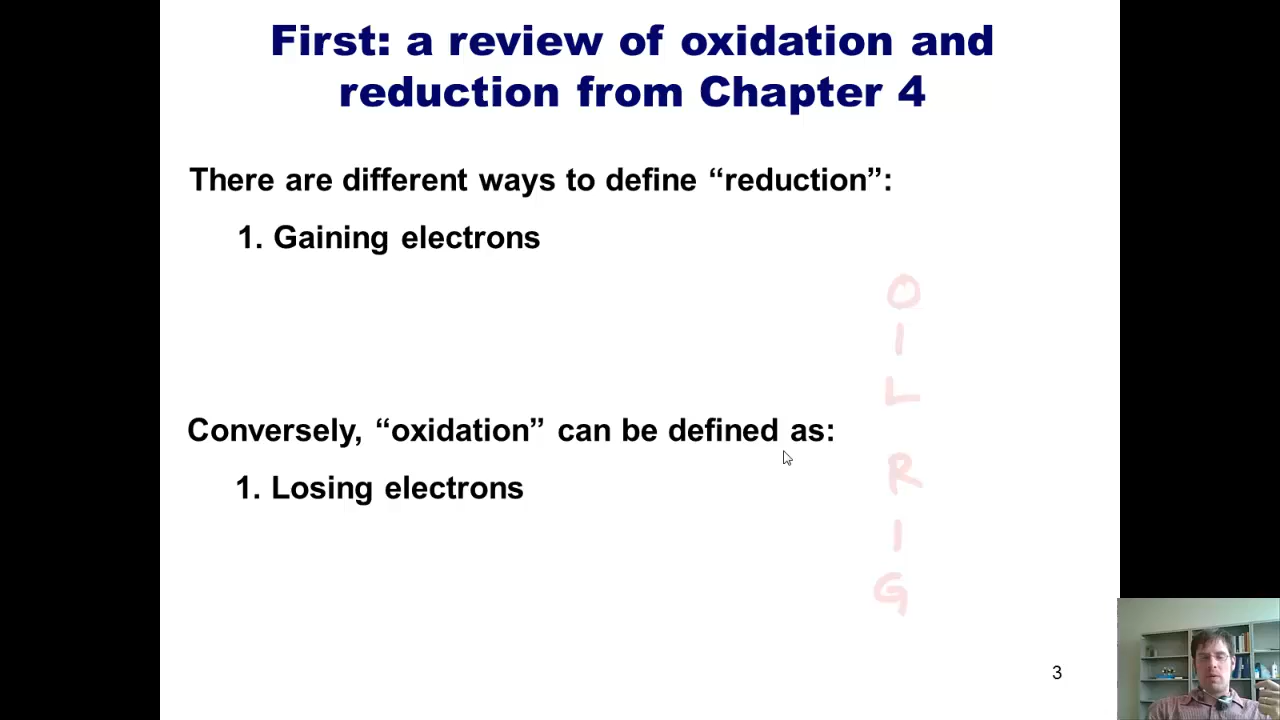 First: a review of oxidation and
reduction from Chapter 4
There are different ways to define “reduction”:
1. Gaining electrons
O
I
L
Conversely, “oxidation” can be defined as:
R
1. Losing electrons
I
G
3